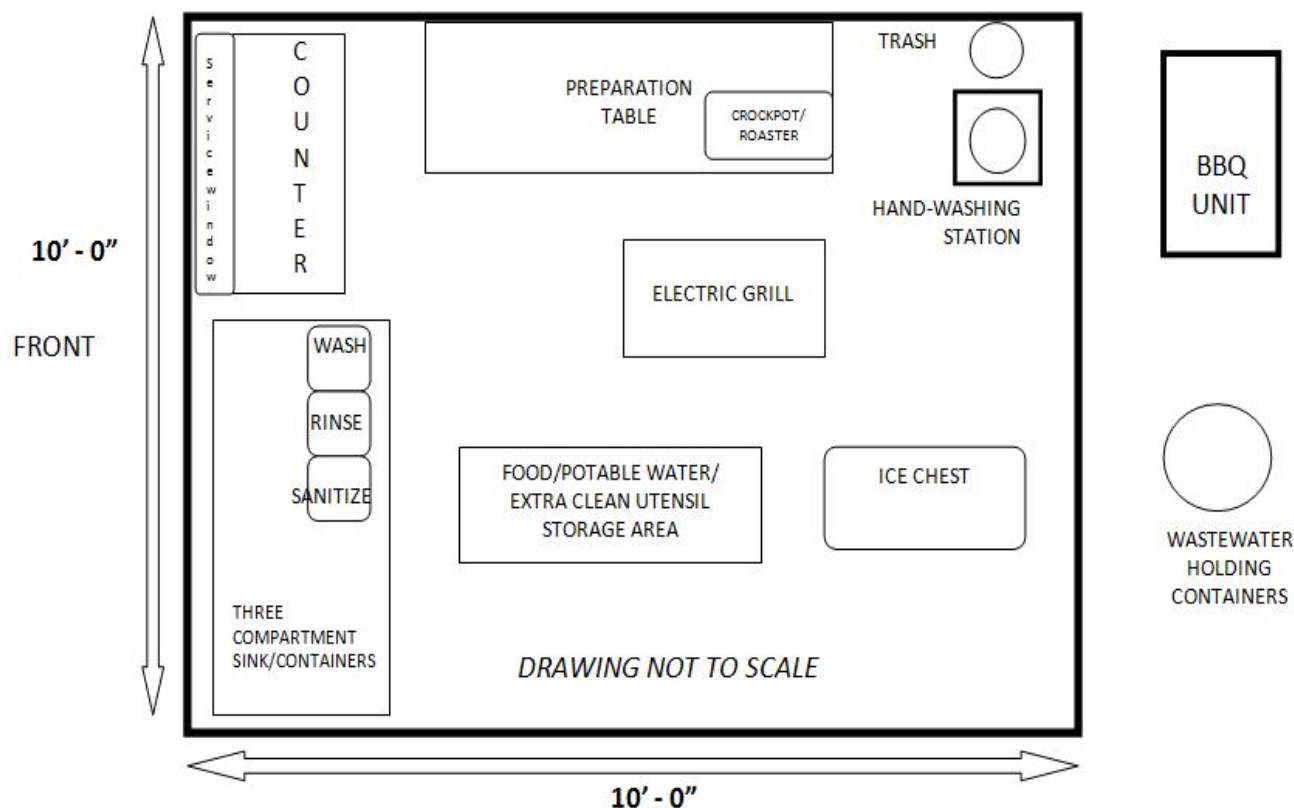 Servicewindow
COUNTER
PREPARATION
TABLE
CROCKPOT/
ROASTER
TRASH
HAND-WASHING
STATION
BBQ
UNIT
10’ - 0”
FRONT
ELECTRIC GRILL
WASH
RINSE
SANITIZE
THREE
COMPARTMENT
SINK/CONTAINERS
FOOD/POTABLE WATER/
EXTRA CLEAN UTENSIL
STORAGE AREA
ICE CHEST
WASTEWATER
HOLDING
CONTAINERS
DRAWING NOT TO SCALE
10’ - 0”